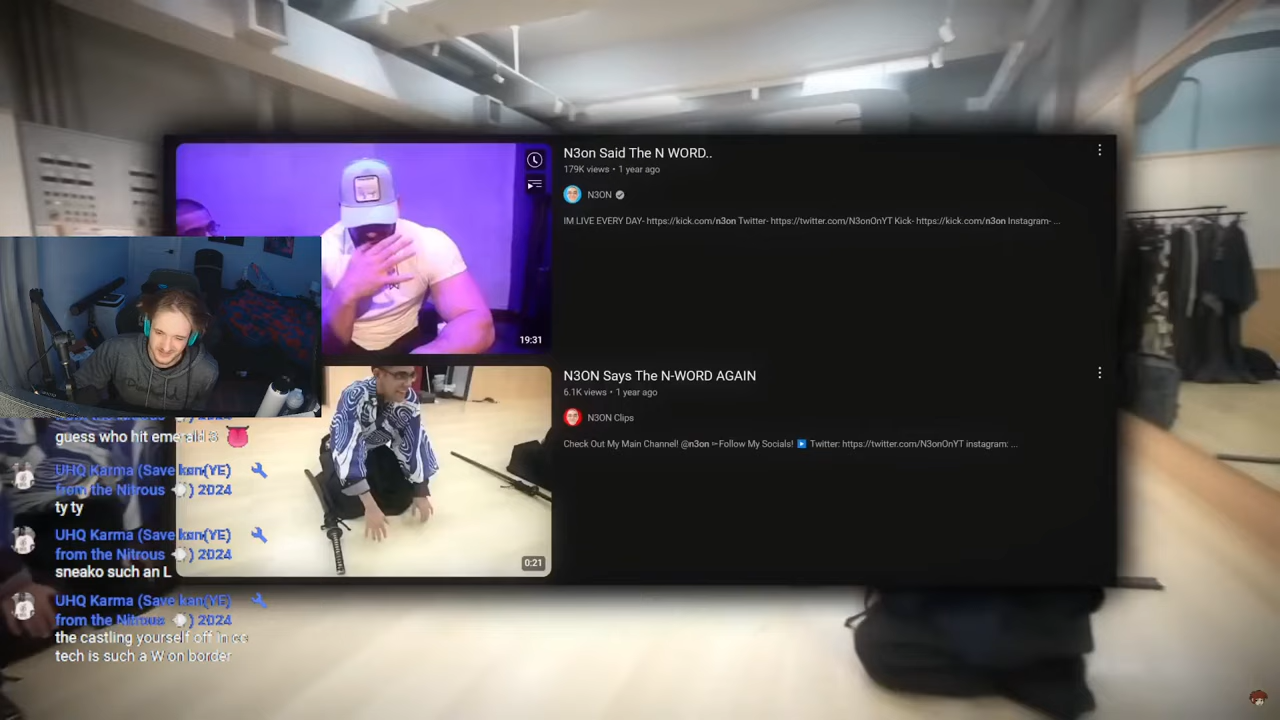 N3on Said The N WORD..
179K views • 1 year ago
N3ON
IM LIVE EVERY DAY- https://kick.com/n3on Twitter- https://twitter.com/N3onOnYT Kick- https://kick.com/n3on Instagram- ...
19:31
N3ON Says The N-WORD AGAIN
6.1K views • 1 year ago
N3ON Clips
Check Out My Main Channel! @n3on ➳Follow My Socials! ▶️ Twitter: https://twitter.com/N3onOnYT instagram: ...
0:21
guess who hit emerald 3 👅
UHQ Karma (Save
from the Nitrous 2024
ty ty
UHQ Karma (Save
from the Nitrous 2024
sneako such an L
UHQ Karma (Save
from the Nitrous 2024
the castling yourself off in cc
tech is such a W on border